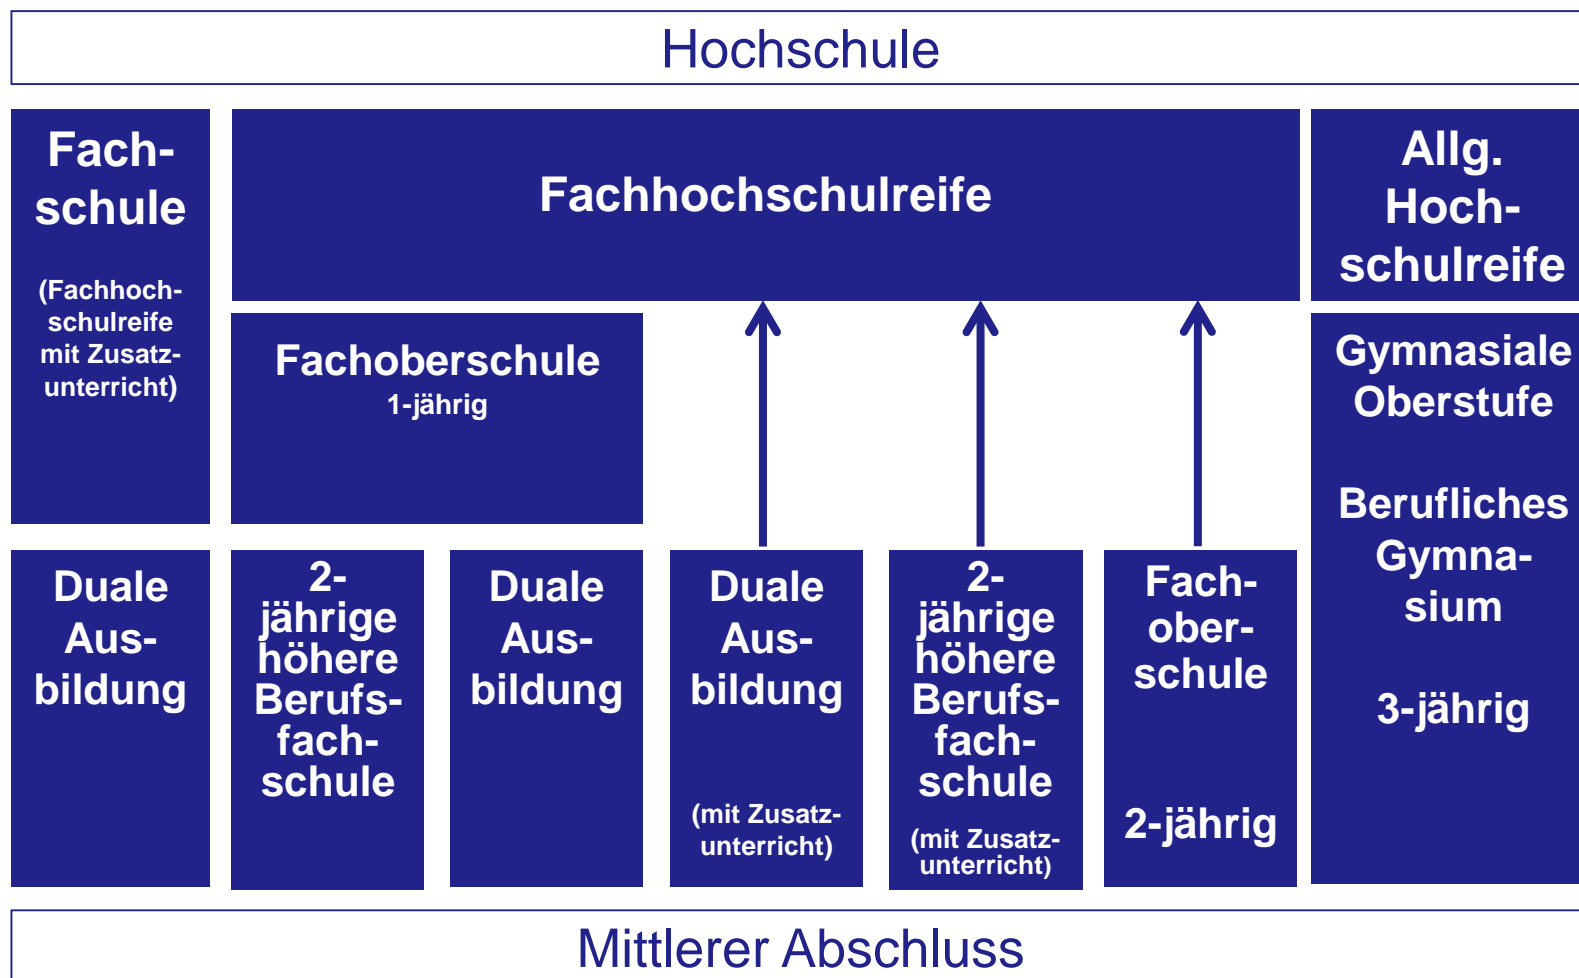 Hochschule
Fach-
schule
(Fachhoch-
schulreife
mit Zusatz-
unterricht)
Fachhochschulreife
Allg.
Hoch-
schulreife
Fachoberschule
1-jährig
Gymnasiale
Oberstufe
Berufliches
Gymna-
sium
3-jährig
Duale
Aus-
bildung
2-
jährige
höhere
Berufs-
fach-
schule
Duale
Aus-
bildung
Duale
Aus-
bildung
(mit Zusatz-
unterricht)
2-
jährige
höhere
Berufs-
fach-
schule
(mit Zusatz-
unterricht)
Fach-
ober-
schule
2-jährig
Mittlerer Abschluss